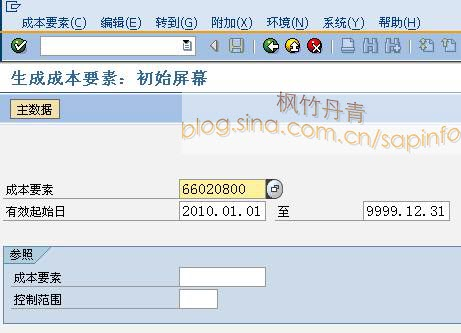 成本要素(C) 编辑(E) 转到(G) 附加(X) 环境(N) 系统(Y) 帮助(H)
生成成本要素: 初始屏幕
主数据
枫竹丹青
blog.sina.com.cn/sapinfo
成本要素 66020800
有效起始日 2010.01.01 至 9999.12.31
参照
成本要素
控制范围